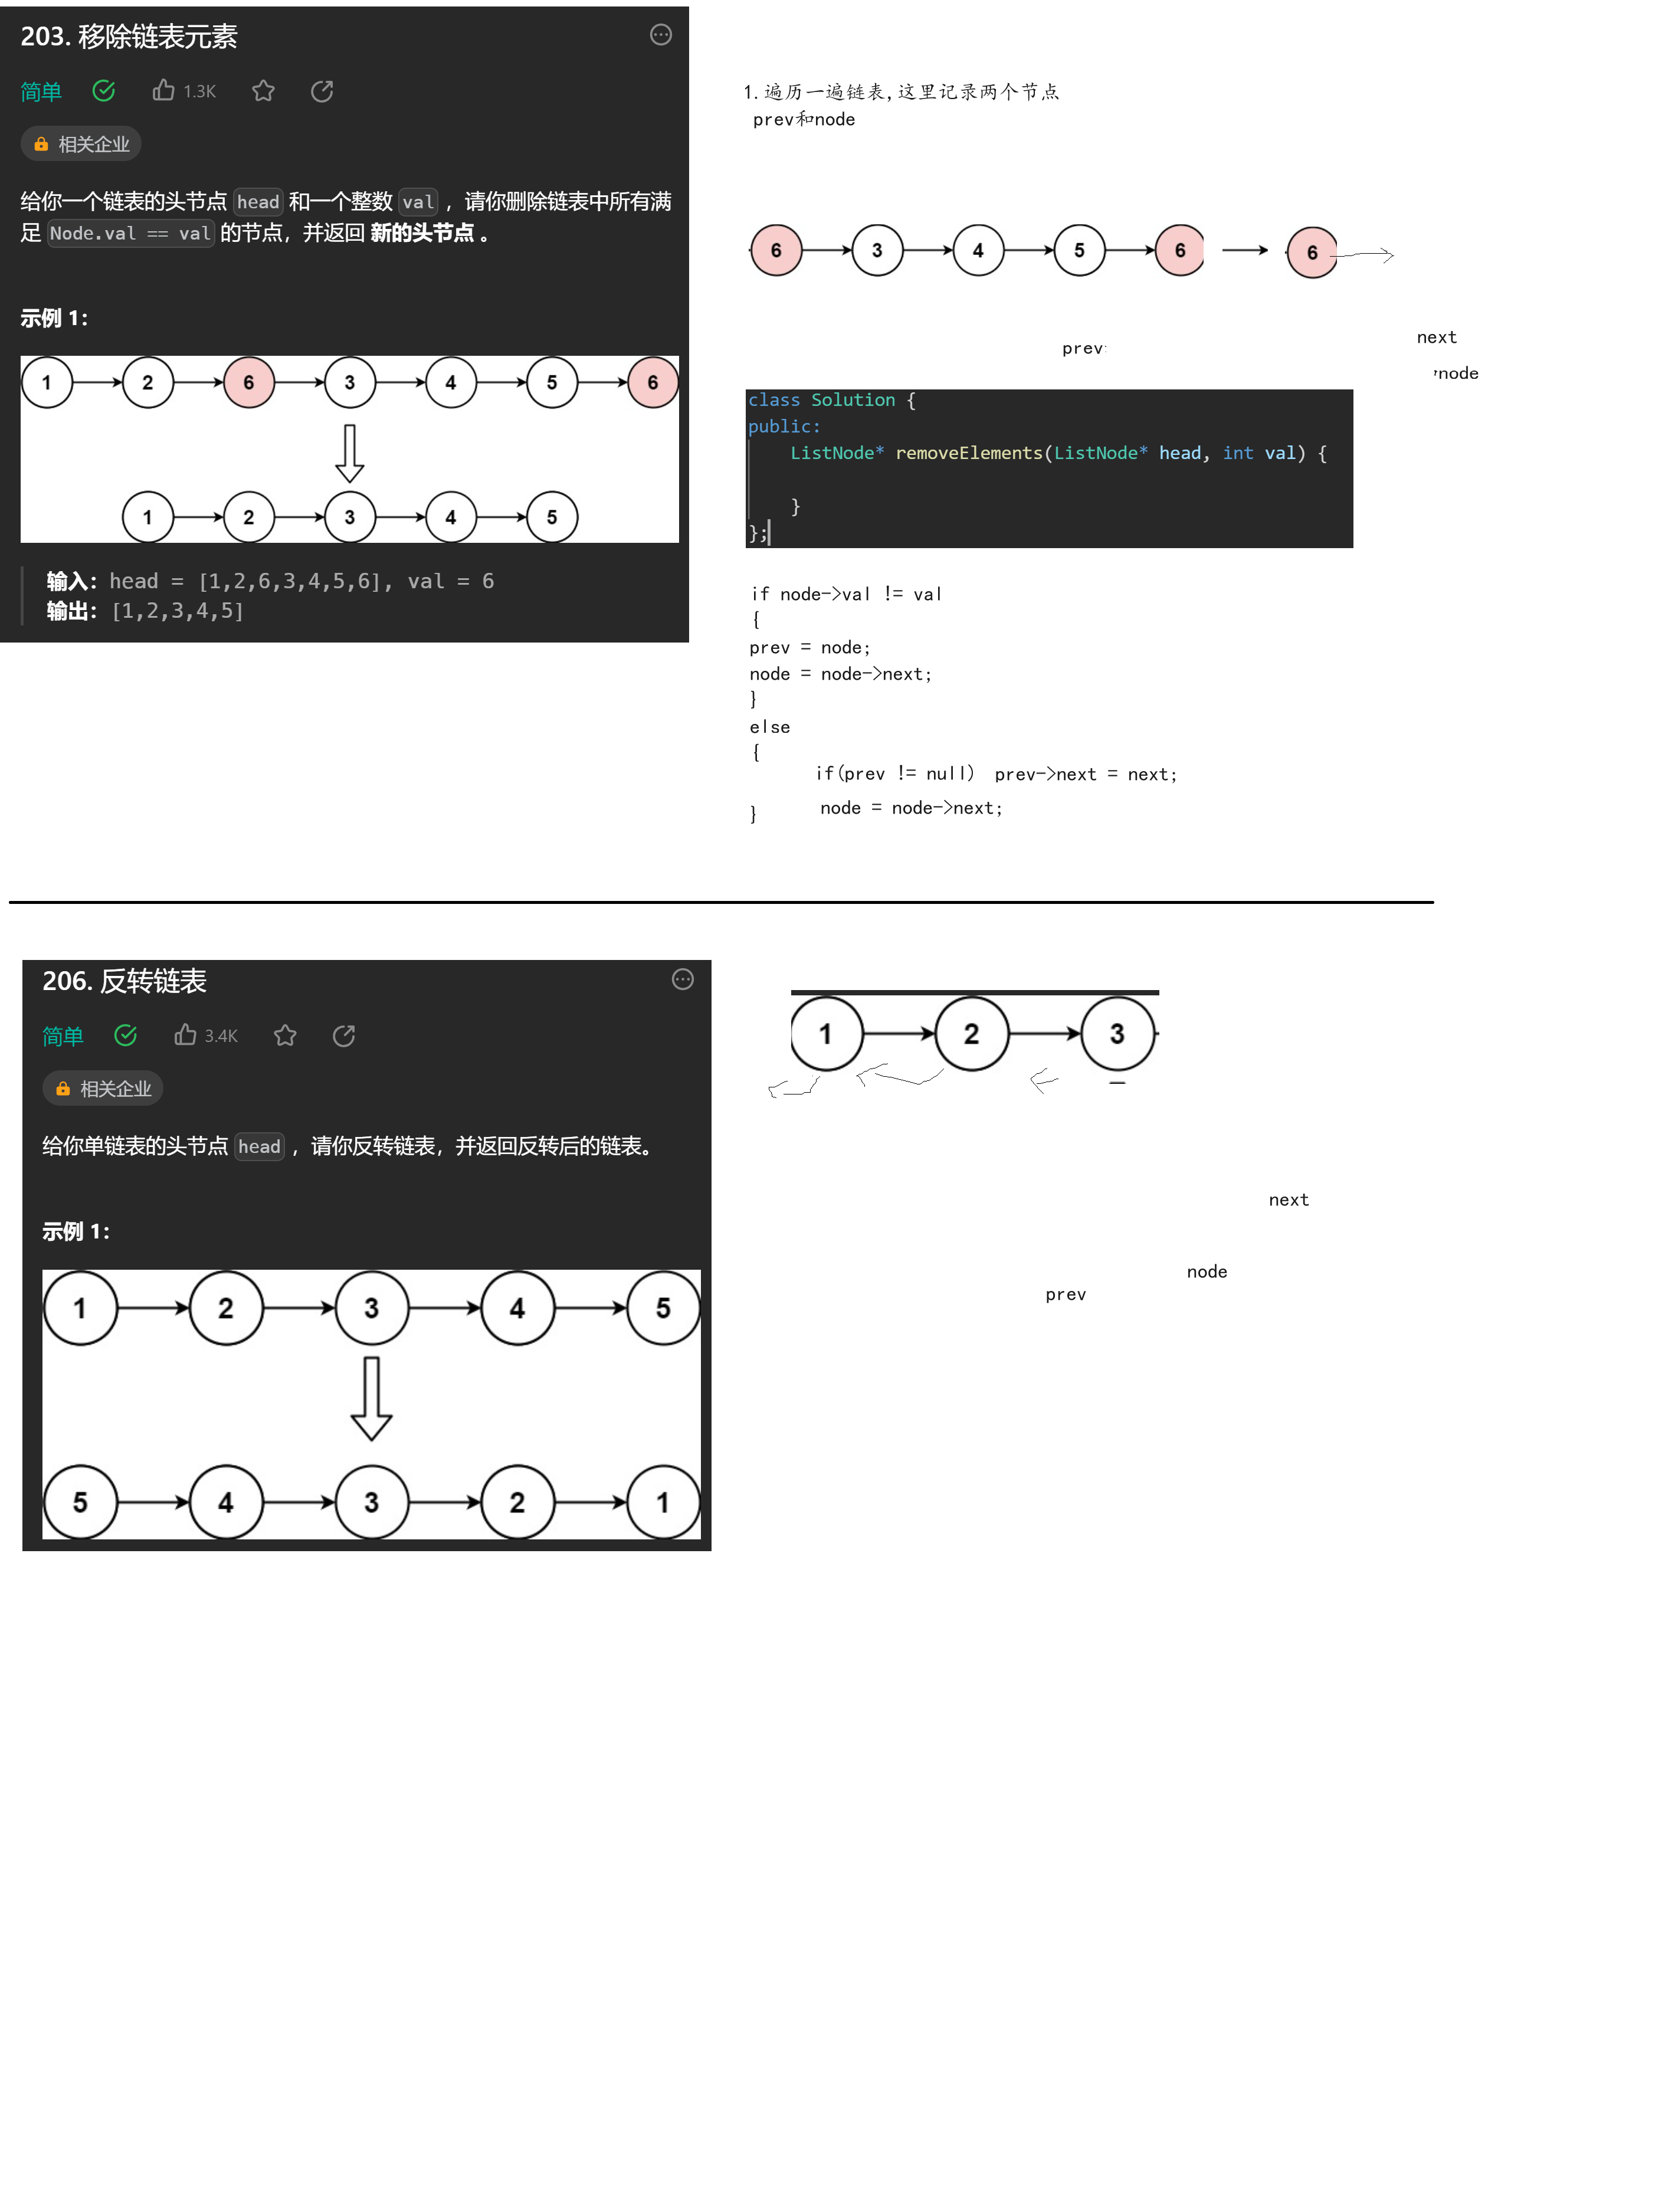 203. 移除链表元素
简单 1.3K
相关企业
给你一个链表的头节点 head 和一个整数 val ，请你删除链表中所有满
足 Node.val == val 的节点，并返回 新的头节点 。
示例 1：
1 2 6 3 4 5 6
1 2 3 4 5
输入：head = [1,2,6,3,4,5,6], val = 6
输出：[1,2,3,4,5]
1.遍历一遍链表,这里记录两个节点
prev和node
6 3 4 5 6 6
next
prev
node
class Solution {
public:
ListNode* removeElements(ListNode* head, int val) {
}
};
if node->val != val
{
prev = node;
node = node->next;
}
else
{
if(prev != null) prev->next = next;
node = node->next;
}
206. 反转链表
简单 3.4K
相关企业
给你单链表的头节点 head ，请你反转链表，并返回反转后的链表。
示例 1：
1 2 3 4 5
5 4 3 2 1
1 2 3
next
node
prev